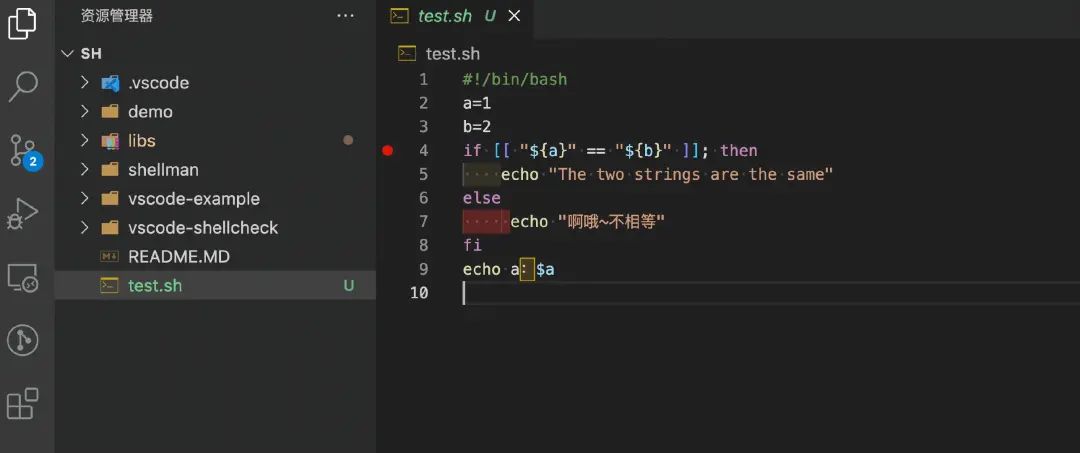 资源管理器 ···
SH
.vscode
demo
libs
shellman
vscode-example
vscode-shellcheck
README.MD
test.sh U
2
test.sh U
test.sh
1 #!/bin/bash
2 a=1
3 b=2
4 if [[ "${a}" == "${b}" ]]; then
5 echo "The two strings are the same"
6 else
7 echo "啊哦~不相等"
8 fi
9 echo a：$a
10